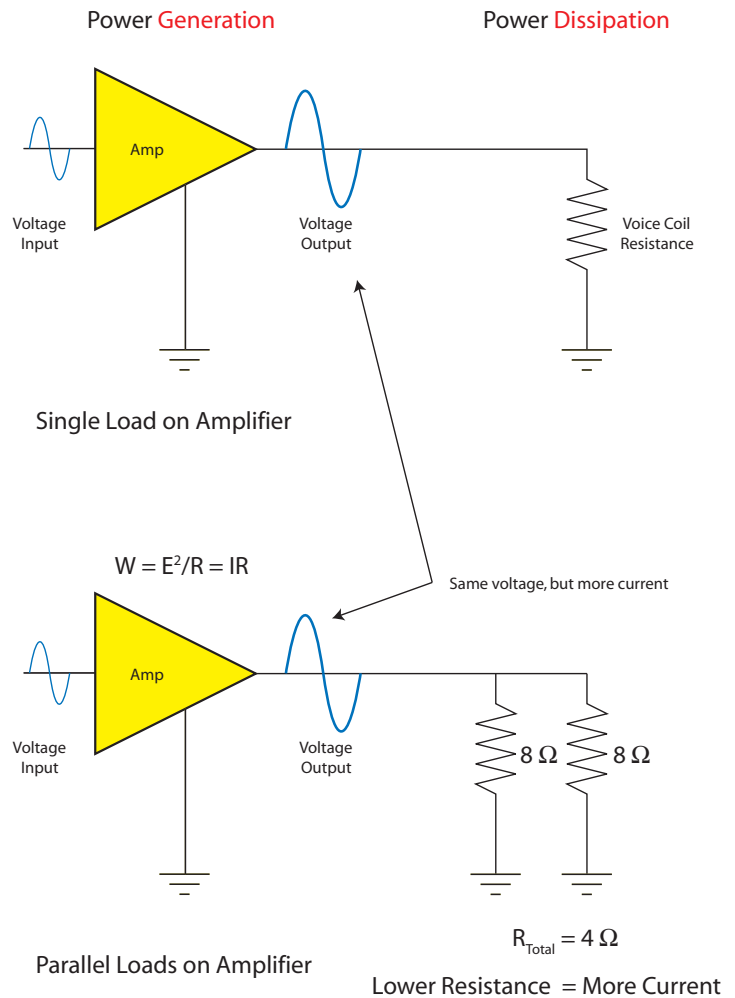 Power Generation
Power Dissipation
Amp
Voltage
Input
Voltage
Output
Voice Coil
Resistance
Single Load on Amplifier
W = E²/R = IR
Same voltage, but more current
Amp
Voltage
Input
Voltage
Output
8 Ω
8 Ω
R_Total = 4 Ω
Parallel Loads on Amplifier
Lower Resistance = More Current